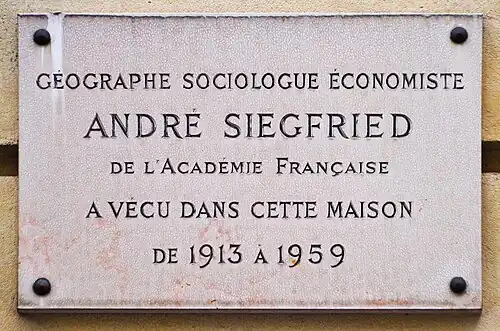 GÉOGRAPHE SOCIOLOGUE ÉCONOMISTE
ANDRÉ SIEGFRIED
DE L'ACADÉMIE FRANÇAISE
A VÉCU DANS CETTE MAISON
DE 1913 À 1959